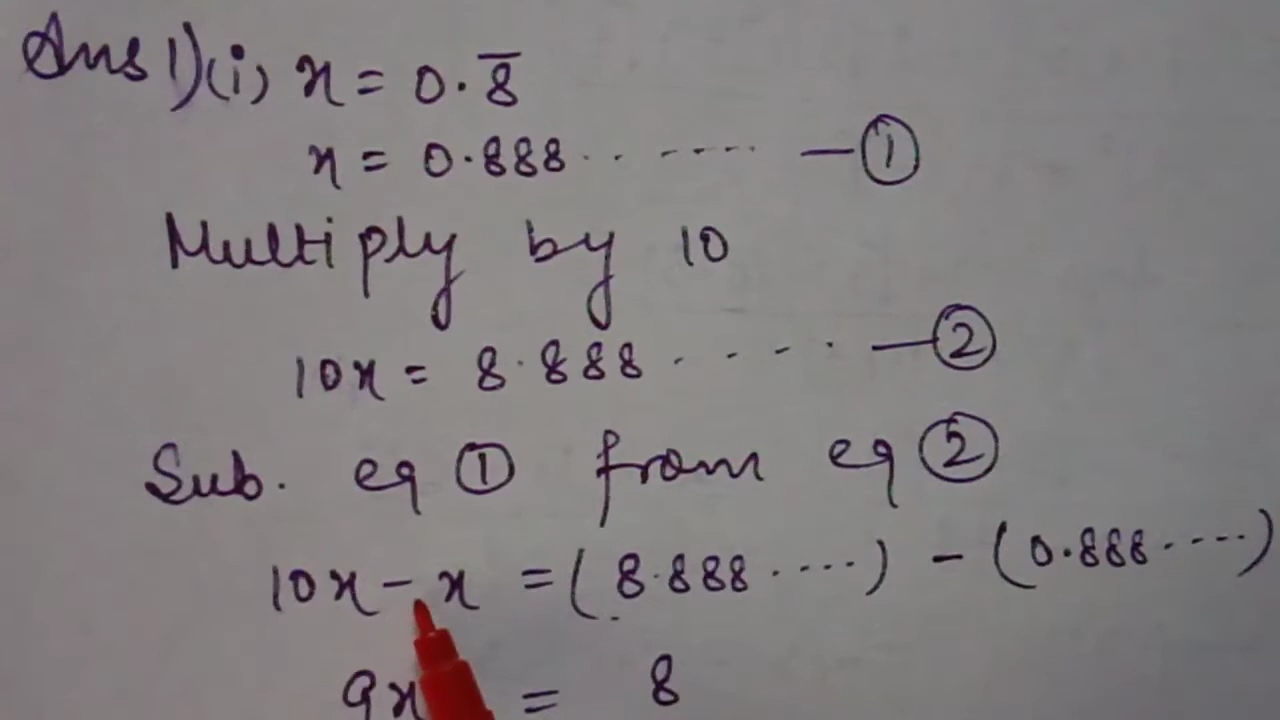 Ans 1)(i) x = 0.8̅
x = 0.888.. ..... —①
Multiply by 10
10x = 8.888 . - - - . —②
Sub. eq ① from eq ②
10x - x = (8.888.....) - (0.888.....)
9x = 8